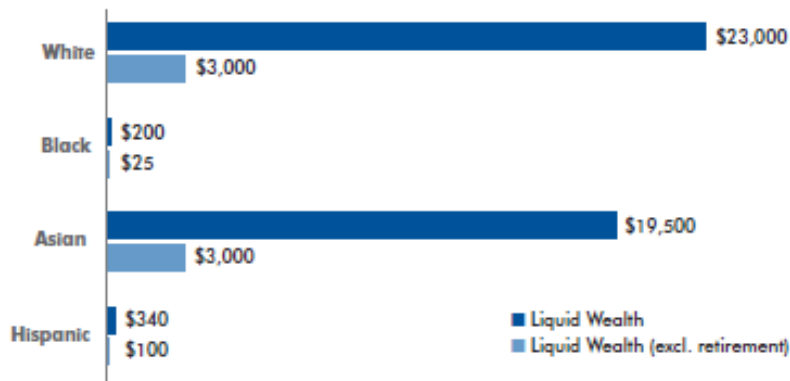 White
$23,000
$3,000
Black
$200
$25
Asian
$19,500
$3,000
Hispanic
$340
$100
Liquid Wealth
Liquid Wealth (excl. retirement)